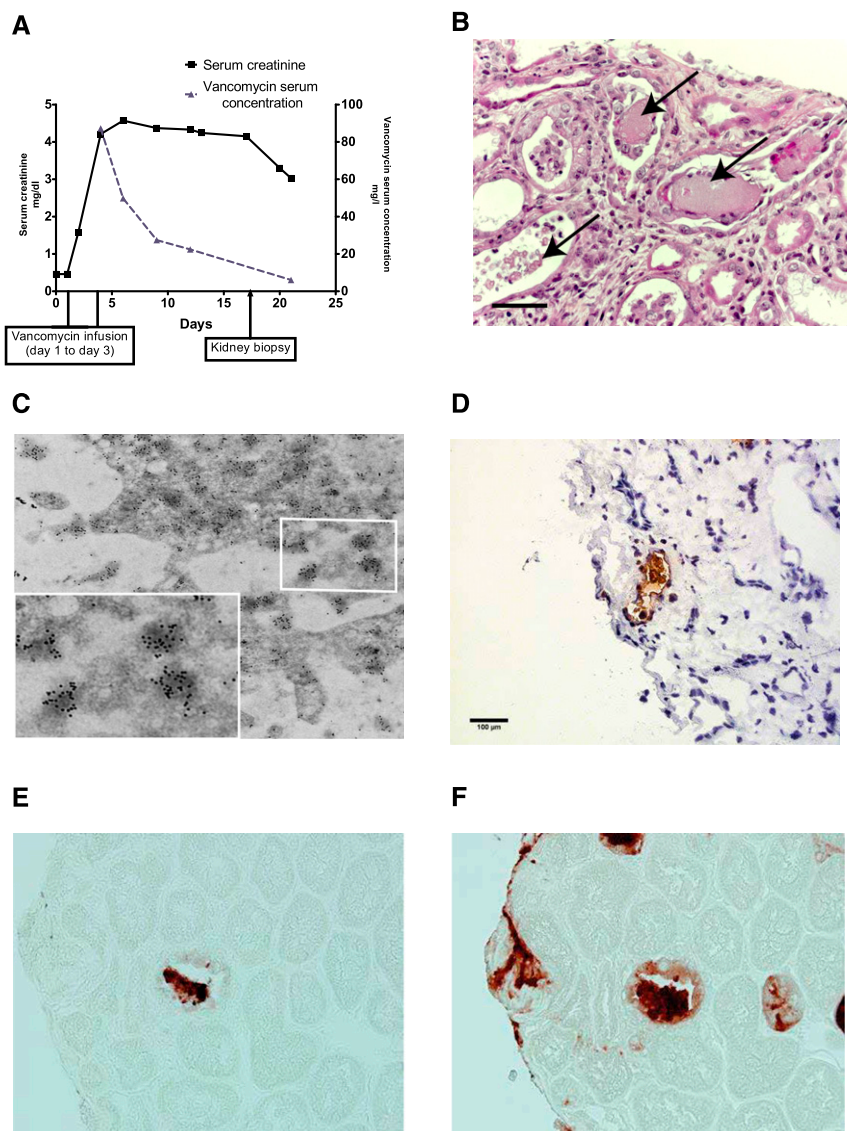 A
B
Serum creatinine
Vancomycin serum
concentration
5
4
3
2
1
0
100
80
60
40
20
0
Serum creatinine
mg/dl
Vancomycin serum concentration
mg/l
0
5
10
15
20
25
Days
Vancomycin infusion
(day 1 to day 3)
Kidney biopsy
C
D
100 µm
E
F